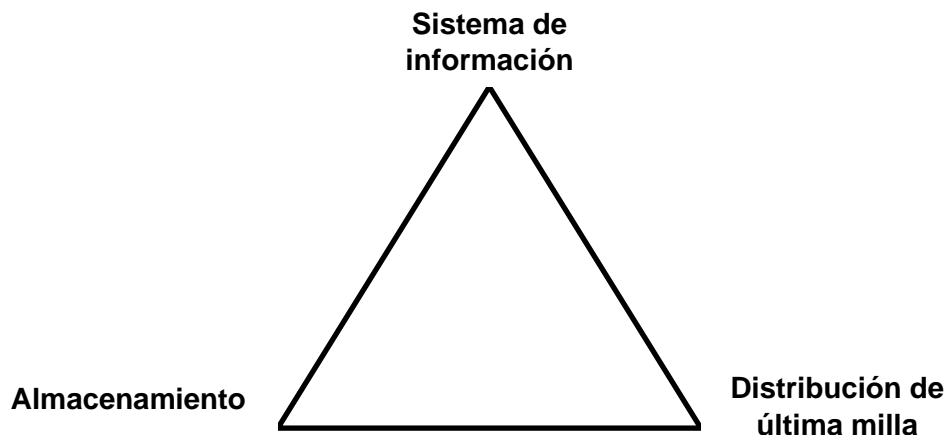 Sistema de
información
Almacenamiento
Distribución de
última milla